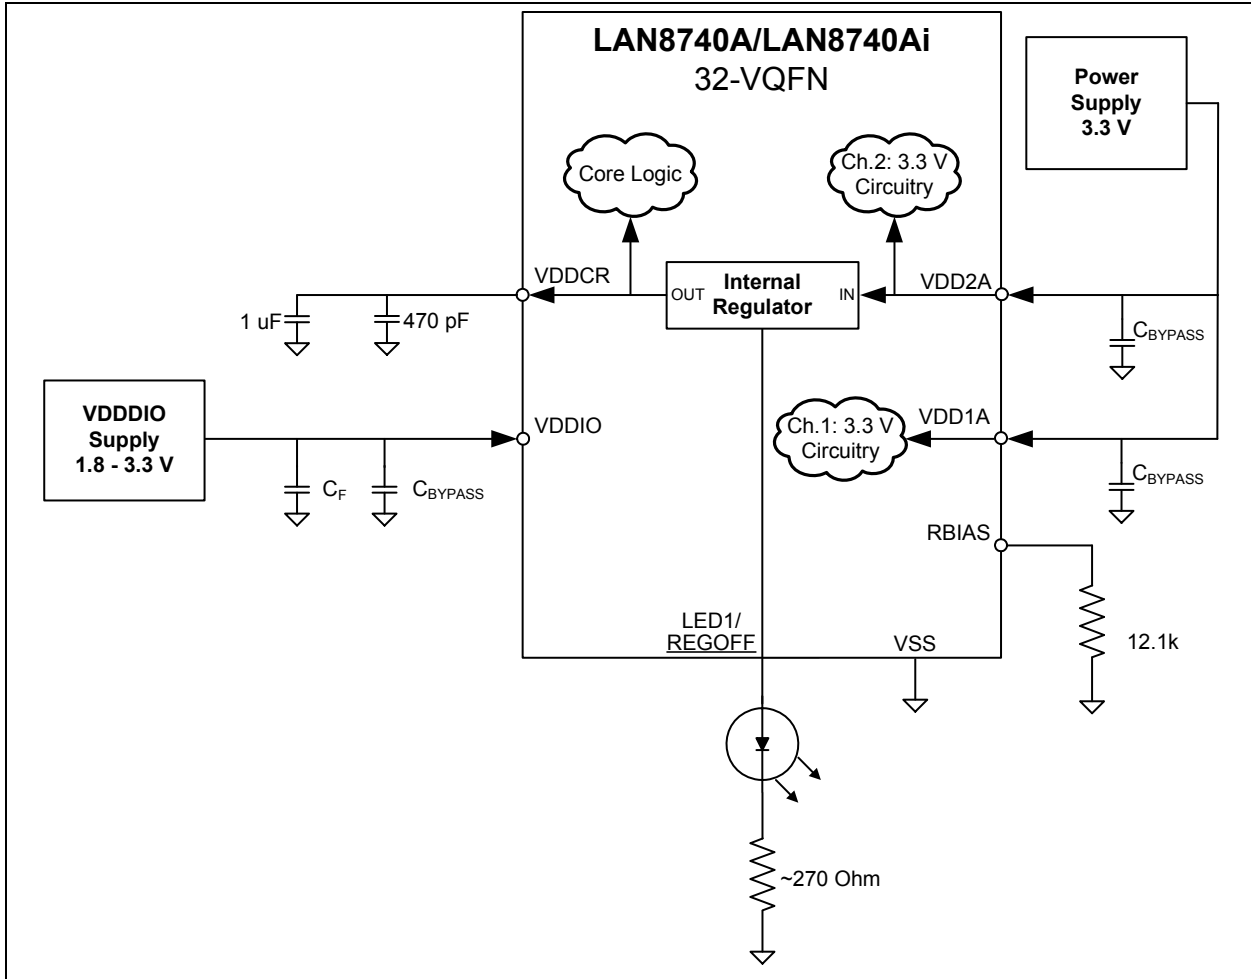 LAN8740A/LAN8740Ai
32-VQFN
Power
Supply
3.3 V
Core Logic
Ch.2: 3.3 V
Circuitry
VDDCR
OUT
Internal
Regulator
IN
VDD2A
1 uF
470 pF
CBYPASS
VDDDIO
Supply
1.8 - 3.3 V
VDDIO
Ch.1: 3.3 V
Circuitry
VDD1A
CF
CBYPASS
CBYPASS
RBIAS
LED1/
REGOFF
VSS
12.1k
~270 Ohm